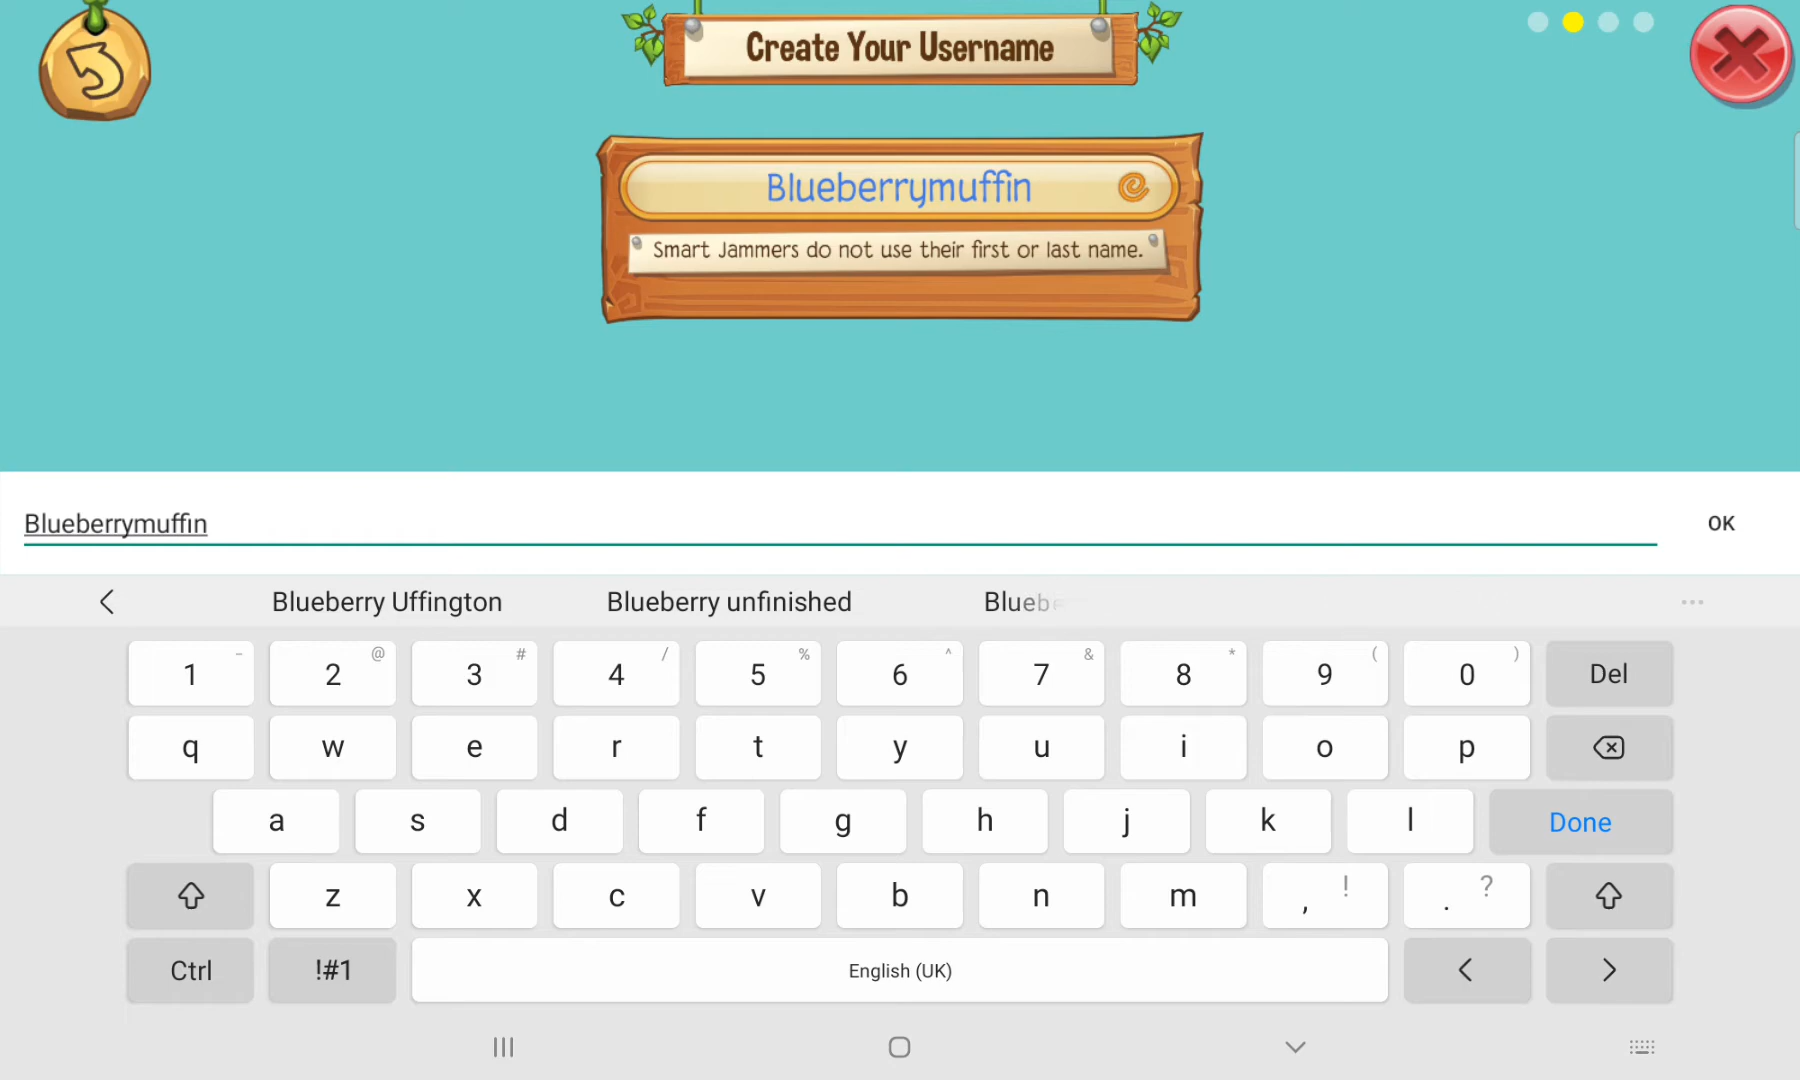 Create Your Username
Blueberrymuffin
Smart Jammers do not use their first or last name.
Blueberrymuffin
OK
Blueberry Uffington Blueberry unfinished Bluebe
1 - 2 @ 3 # 4 / 5 % 6 ^ 7 & 8 * 9 ( 0 ) Del
q w e r t y u i o p
a s d f g h j k l Done
z x c v b n m , ! . ?
Ctrl !#1 English (UK)